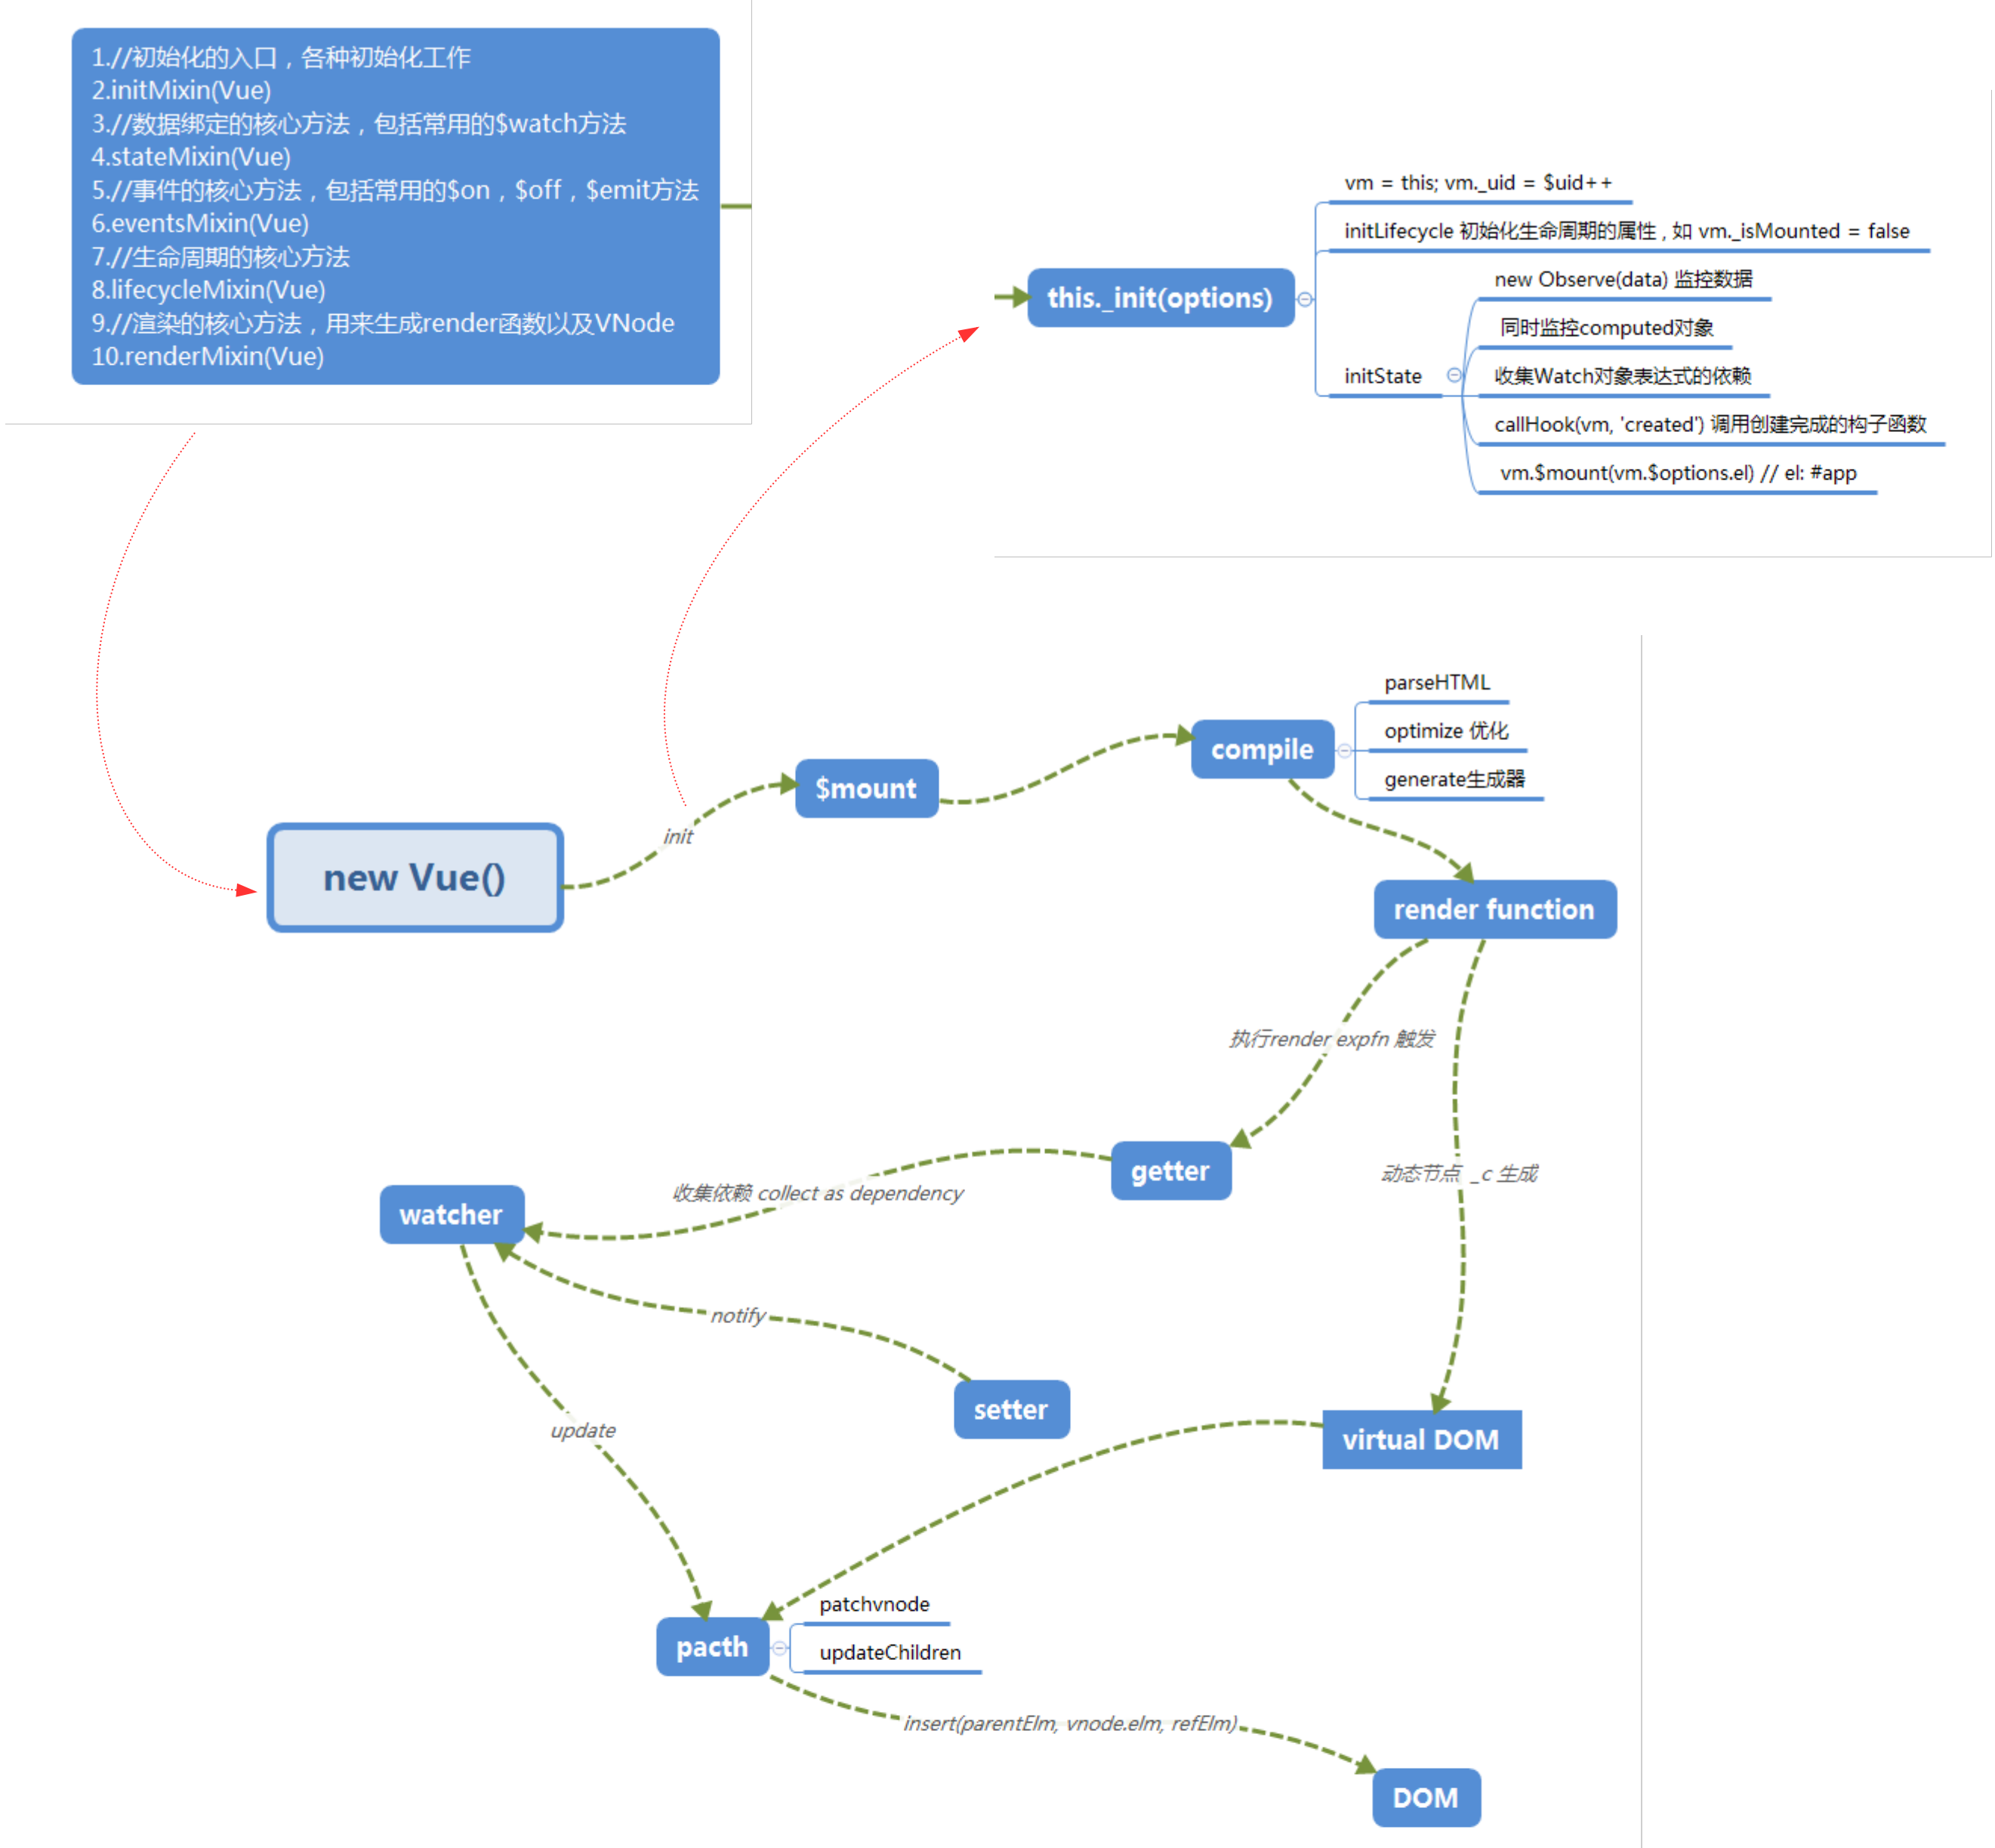 1.//初始化的入口，各种初始化工作
2.initMixin(Vue)
3.//数据绑定的核心方法，包括常用的$watch方法
4.stateMixin(Vue)
5.//事件的核心方法，包括常用的$on，$off，$emit方法
6.eventsMixin(Vue)
7.//生命周期的核心方法
8.lifecycleMixin(Vue)
9.//渲染的核心方法，用来生成render函数以及VNode
10.renderMixin(Vue)
this._init(options)
vm = this; vm._uid = $uid++
initLifecycle 初始化生命周期的属性 , 如 vm._isMounted = false
initState
new Observe(data) 监控数据
同时监控computed对象
收集Watch对象表达式的依赖
callHook(vm, 'created') 调用创建完成的构子函数
vm.$mount(vm.$options.el) // el: #app
new Vue()
init
$mount
compile
parseHTML
optimize 优化
generate生成器
render function
执行render expfn 触发
动态节点 _c 生成
getter
收集依赖 collect as dependency
watcher
notify
setter
update
virtual DOM
pacth
patchvnode
updateChildren
insert(parentElm, vnode.elm, refElm)
DOM